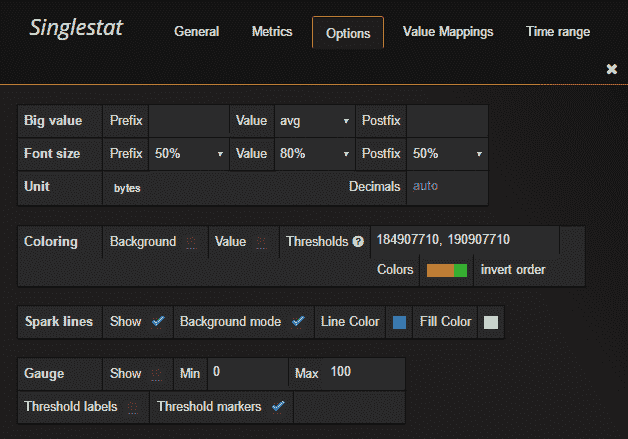 Singlestat General Metrics Options Value Mappings Time range
Big value Prefix Value avg Postfix
Font size Prefix 50% Value 80% Postfix 50%
Unit bytes Decimals auto
Coloring Background Value Thresholds 184907710, 190907710
Colors invert order
Spark lines Show Background mode Line Color Fill Color
Gauge Show Min 0 Max 100
Threshold labels Threshold markers